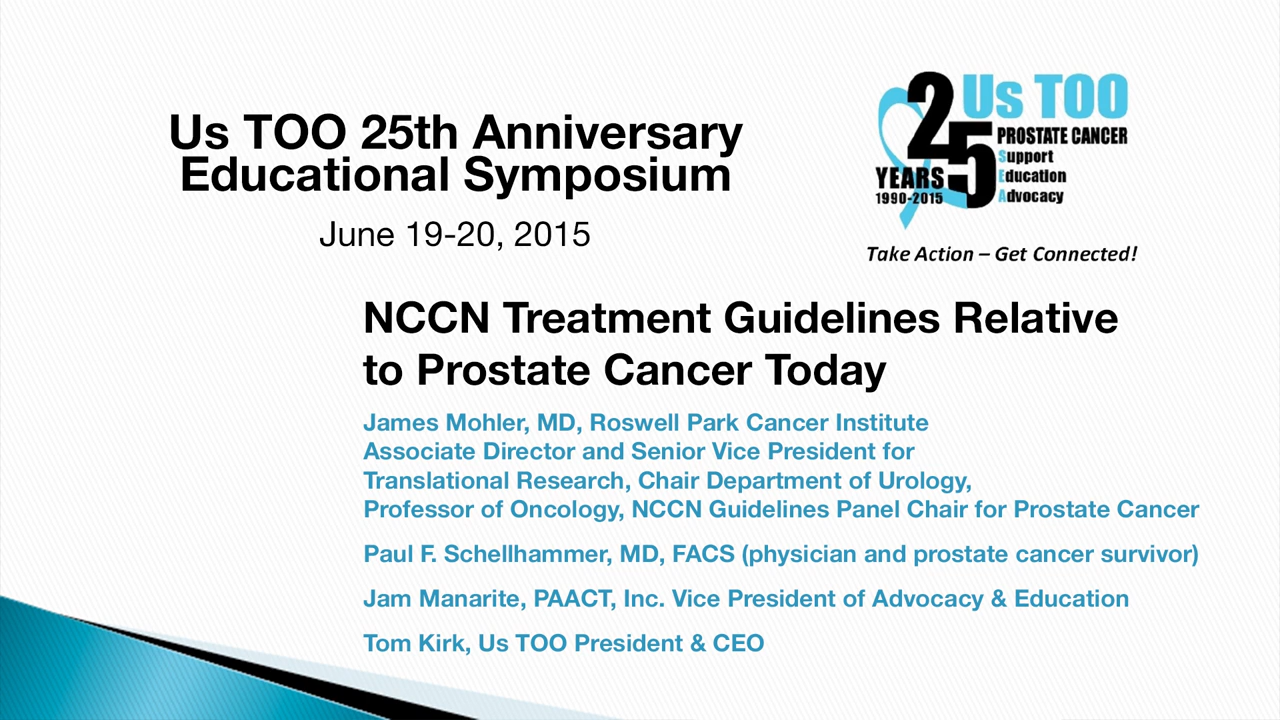 Us TOO 25th Anniversary
Educational Symposium
June 19-20, 2015
25 Us TOO
PROSTATE CANCER
Support
Education
Advocacy
YEARS
1990-2015
Take Action – Get Connected!
NCCN Treatment Guidelines Relative
to Prostate Cancer Today
James Mohler, MD, Roswell Park Cancer Institute
Associate Director and Senior Vice President for
Translational Research, Chair Department of Urology,
Professor of Oncology, NCCN Guidelines Panel Chair for Prostate Cancer
Paul F. Schellhammer, MD, FACS (physician and prostate cancer survivor)
Jam Manarite, PAACT, Inc. Vice President of Advocacy & Education
Tom Kirk, Us TOO President & CEO